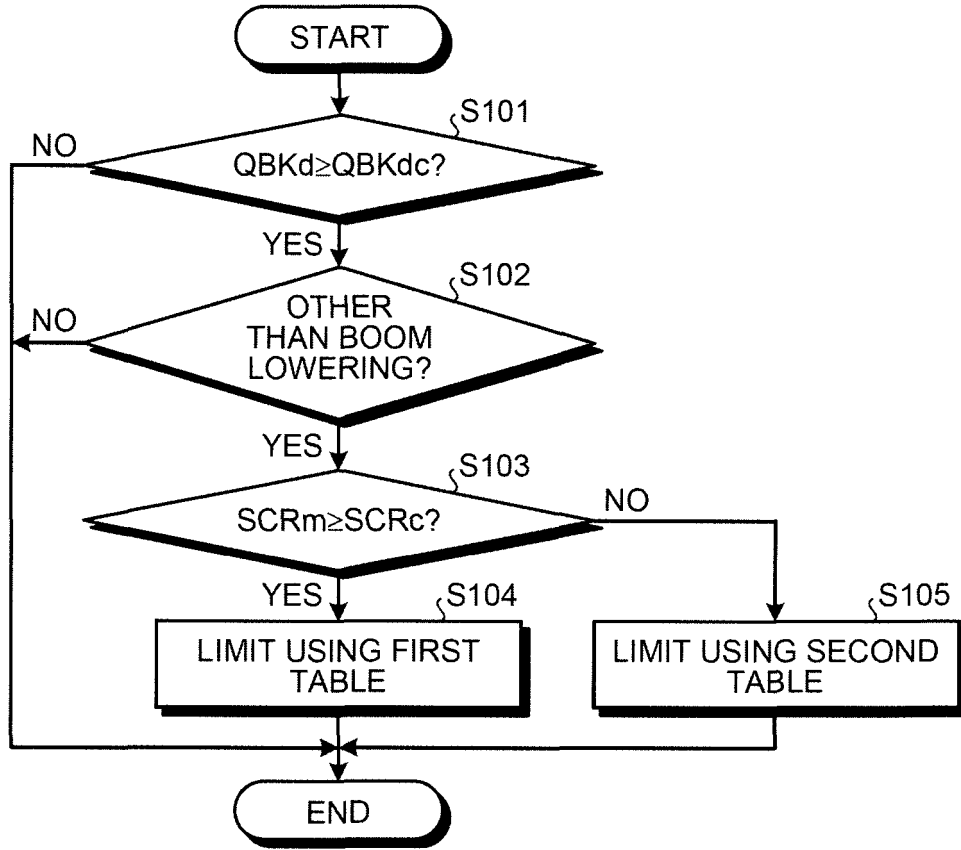 START
S101
NO
QBKd≥QBKdc?
YES
S102
NO
OTHER
THAN BOOM
LOWERING?
YES
S103
SCRm≥SCRc?
NO
YES
S104
S105
LIMIT USING FIRST
TABLE
LIMIT USING SECOND
TABLE
END